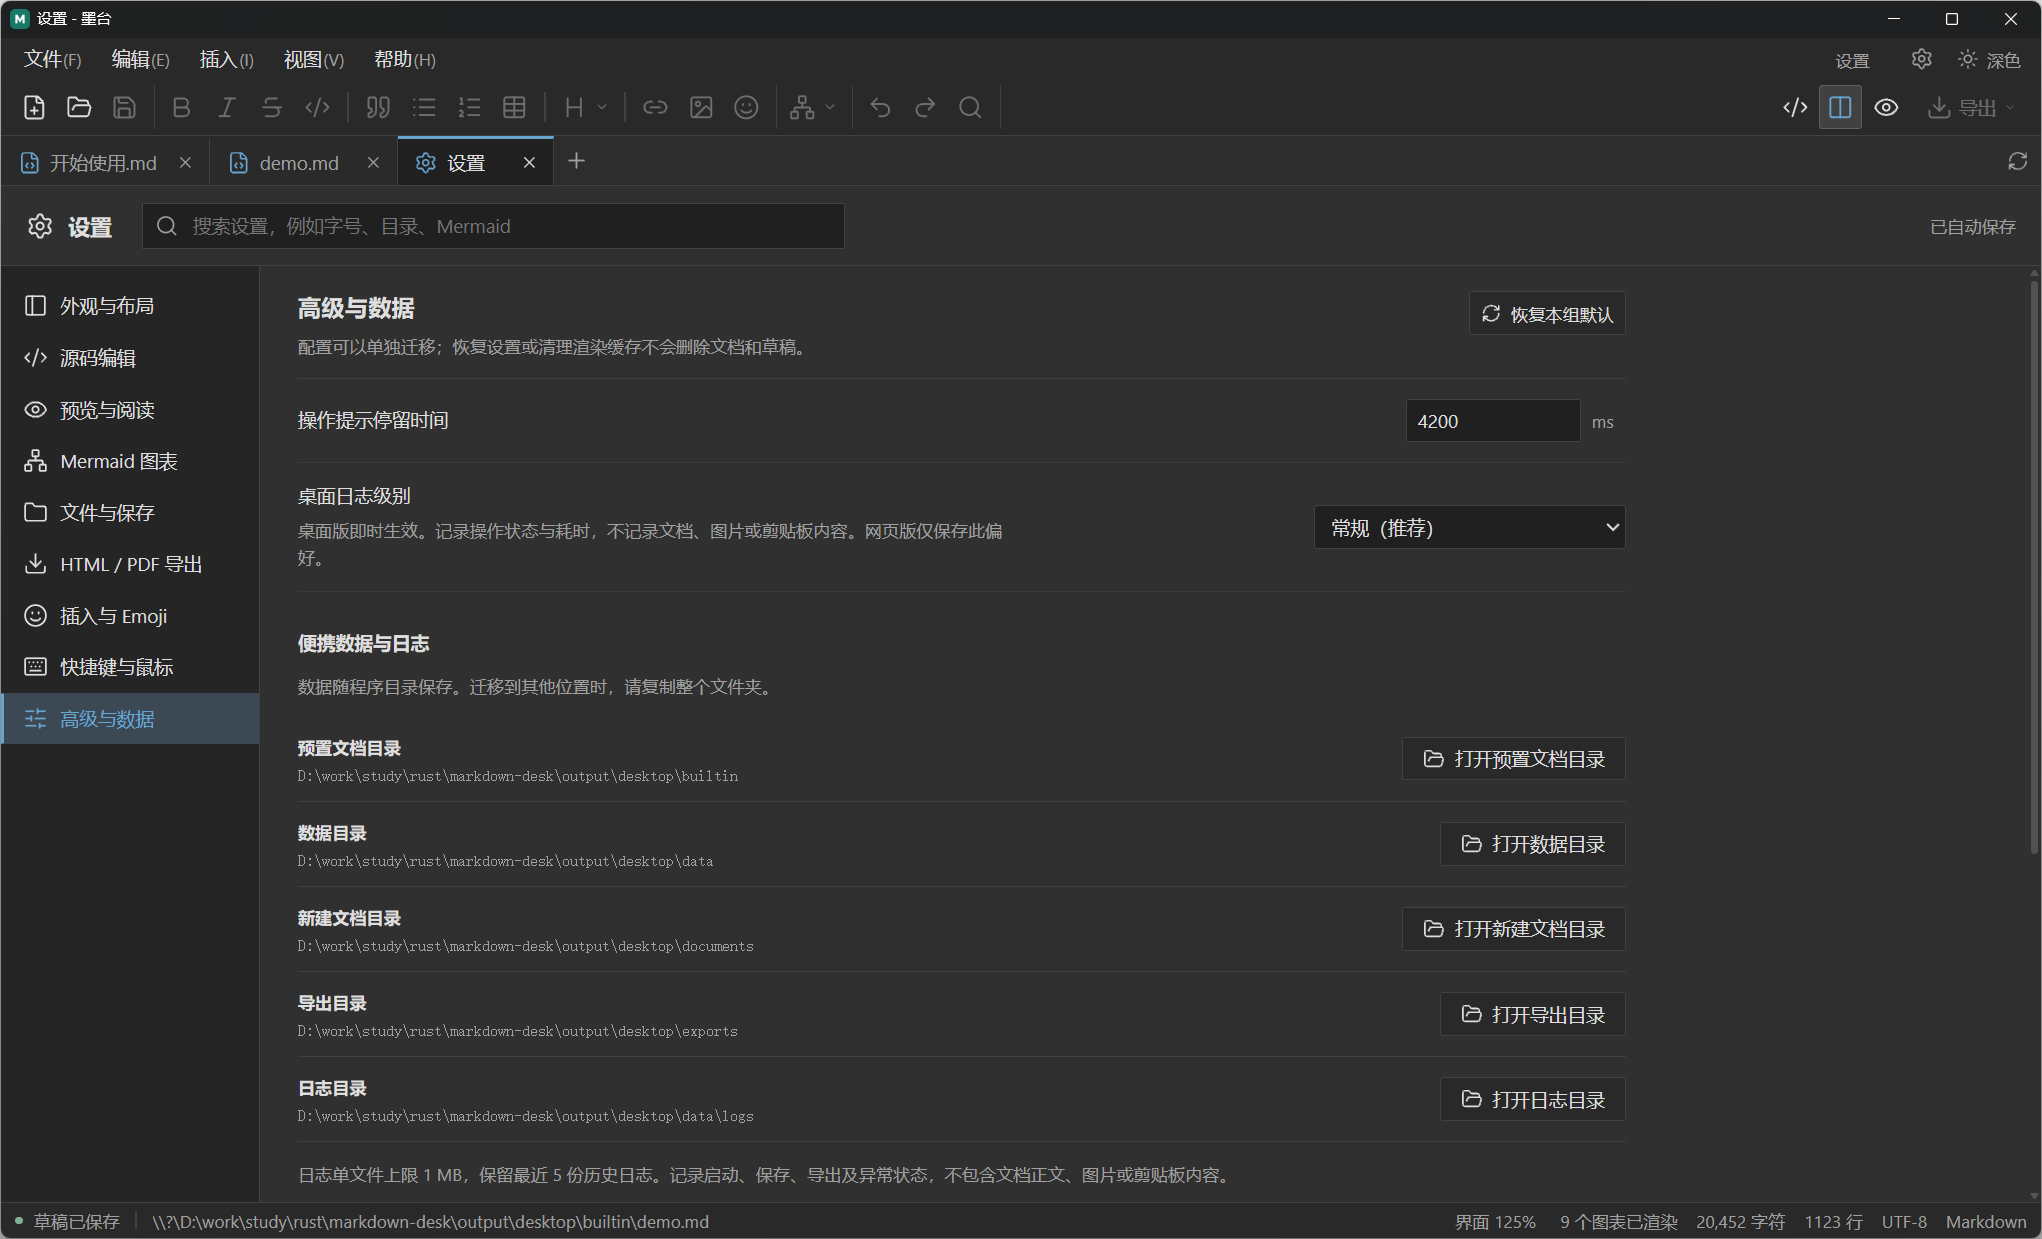 设置 - 墨台
文件(F) 编辑(E) 插入(I) 视图(V) 帮助(H) 设置 深色
导出
开始使用.md demo.md 设置
设置 搜索设置，例如字号、目录、Mermaid 已自动保存
外观与布局
源码编辑
预览与阅读
Mermaid 图表
文件与保存
HTML / PDF 导出
插入与 Emoji
快捷键与鼠标
高级与数据
高级与数据
恢复本组默认
配置可以单独迁移；恢复设置或清理渲染缓存不会删除文档和草稿。
操作提示停留时间
4200 ms
桌面日志级别
桌面版即时生效。记录操作状态与耗时，不记录文档、图片或剪贴板内容。网页版仅保存此偏
好。
常规（推荐）
便携数据与日志
数据随程序目录保存。迁移到其他位置时，请复制整个文件夹。
预置文档目录
D:\work\study\rust\markdown-desk\output\desktop\builtin
打开预置文档目录
数据目录
D:\work\study\rust\markdown-desk\output\desktop\data
打开数据目录
新建文档目录
D:\work\study\rust\markdown-desk\output\desktop\documents
打开新建文档目录
导出目录
D:\work\study\rust\markdown-desk\output\desktop\exports
打开导出目录
日志目录
D:\work\study\rust\markdown-desk\output\desktop\data\logs
打开日志目录
日志单文件上限 1 MB，保留最近 5 份历史日志。记录启动、保存、导出及异常状态，不包含文档正文、图片或剪贴板内容。
草稿已保存 \\?\D:\work\study\rust\markdown-desk\output\desktop\builtin\demo.md 界面 125% 9 个图表已渲染 20,452 字符 1123 行 UTF-8 Markdown